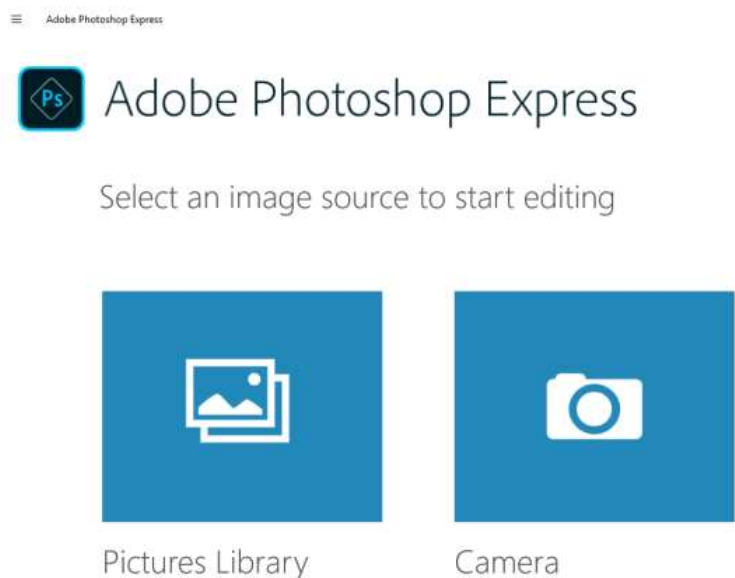 Adobe Photoshop Express
Ps
Adobe Photoshop Express
Select an image source to start editing
Pictures Library
Camera